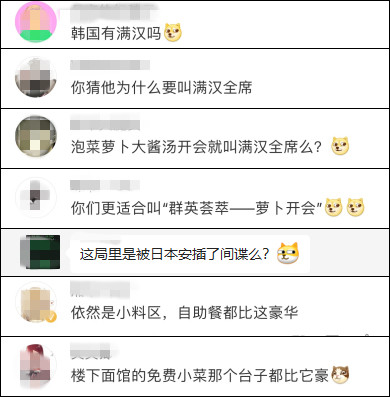 韩国有满汉吗
你猜他为什么要叫满汉全席
泡菜萝卜大酱汤开会就叫满汉全席么？
你们更适合叫“群英荟萃——萝卜开会”
这局里是被日本安插了间谍么?
依然是小料区，自助餐都比这豪华
楼下面馆的免费小菜那个台子都比它豪